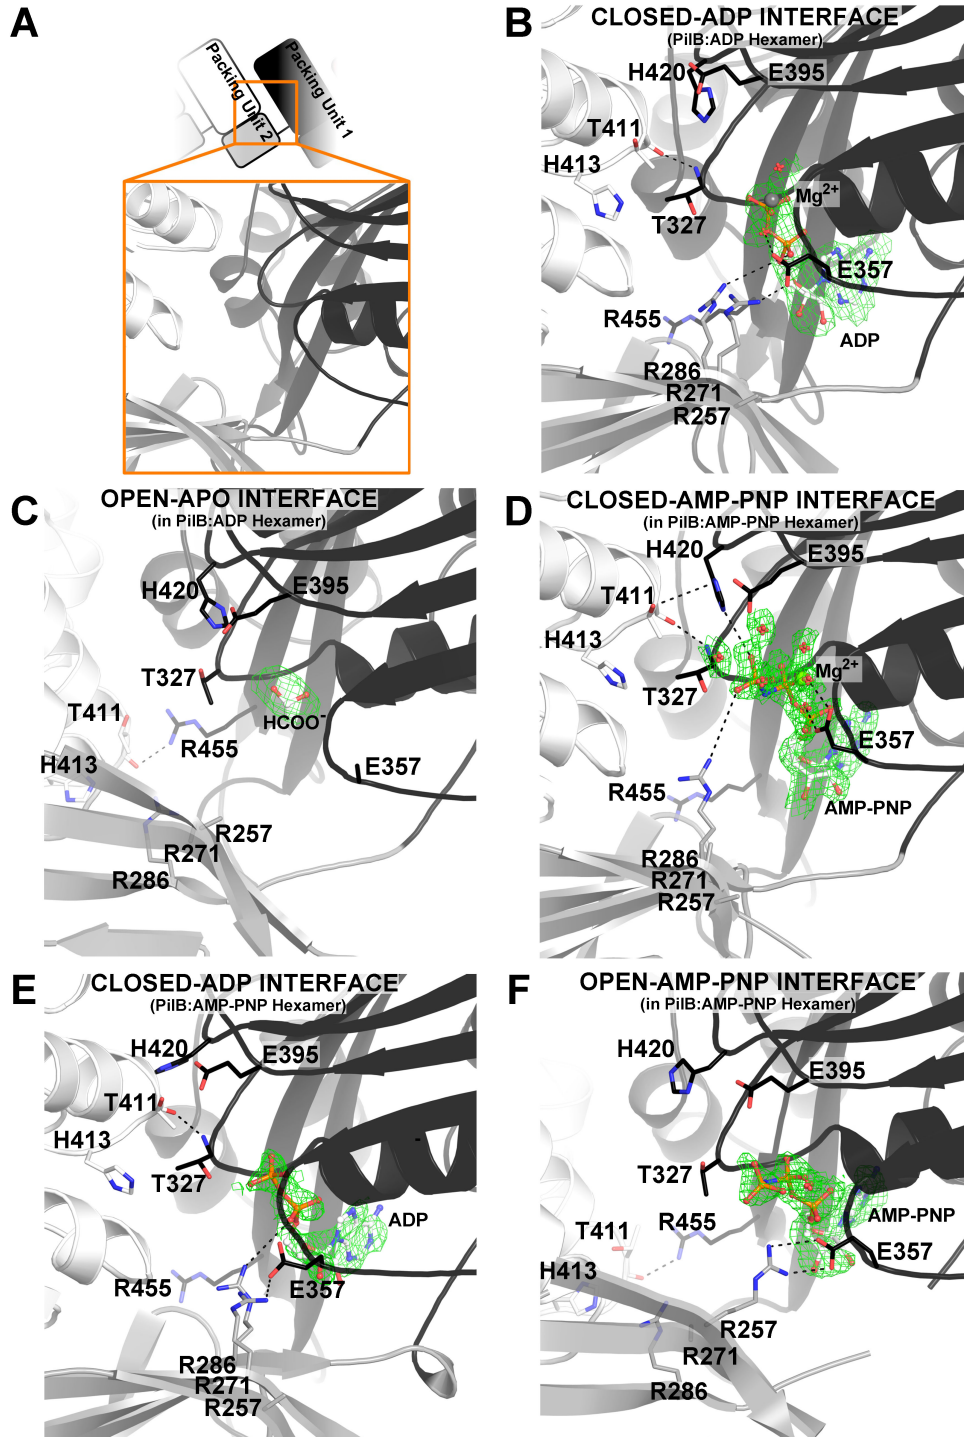 A
Packing Unit 2
Packing Unit 1
B
CLOSED-ADP INTERFACE
(PilB:ADP Hexamer)
H420
E395
T411
H413
T327
Mg2+
E357
R455
ADP
R286
R271
R257
C
OPEN-APO INTERFACE
(in PilB:ADP Hexamer)
H420
E395
T327
T411
HCOO-
R455
H413
E357
R257
R271
R286
D
CLOSED-AMP-PNP INTERFACE
(in PilB:AMP-PNP Hexamer)
H420
E395
T411
H413
Mg2+
T327
E357
R455
AMP-PNP
R286
R271
R257
E
CLOSED-ADP INTERFACE
(PilB:AMP-PNP Hexamer)
H420
E395
T411
H413
T327
ADP
R455
E357
R286
R271
R257
F
OPEN-AMP-PNP INTERFACE
(in PilB:AMP-PNP Hexamer)
H420
E395
T327
R455
AMP-PNP
T411
E357
H413
R257
R271
R286